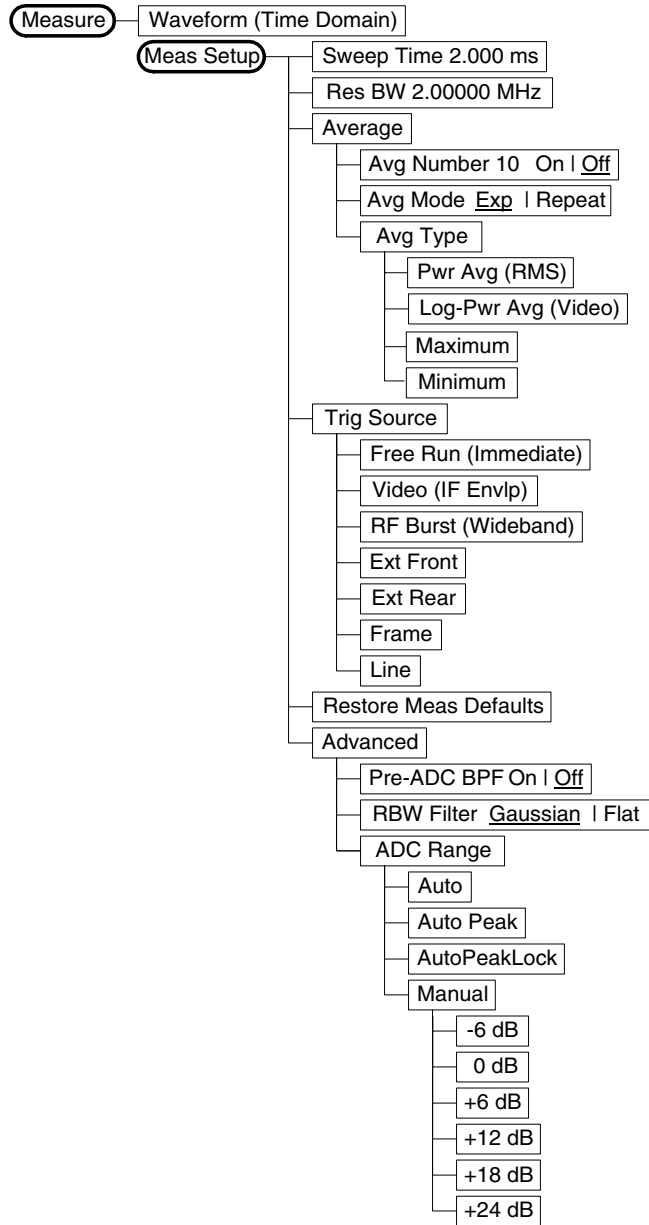 Measure Waveform (Time Domain)
Meas Setup Sweep Time 2.000 ms
Res BW 2.00000 MHz
Average
Avg Number 10 On | Off
Avg Mode Exp | Repeat
Avg Type
Pwr Avg (RMS)
Log-Pwr Avg (Video)
Maximum
Minimum
Trig Source
Free Run (Immediate)
Video (IF Envlp)
RF Burst (Wideband)
Ext Front
Ext Rear
Frame
Line
Restore Meas Defaults
Advanced
Pre-ADC BPF On | Off
RBW Filter Gaussian | Flat
ADC Range
Auto
Auto Peak
AutoPeakLock
Manual
-6 dB
0 dB
+6 dB
+12 dB
+18 dB
+24 dB